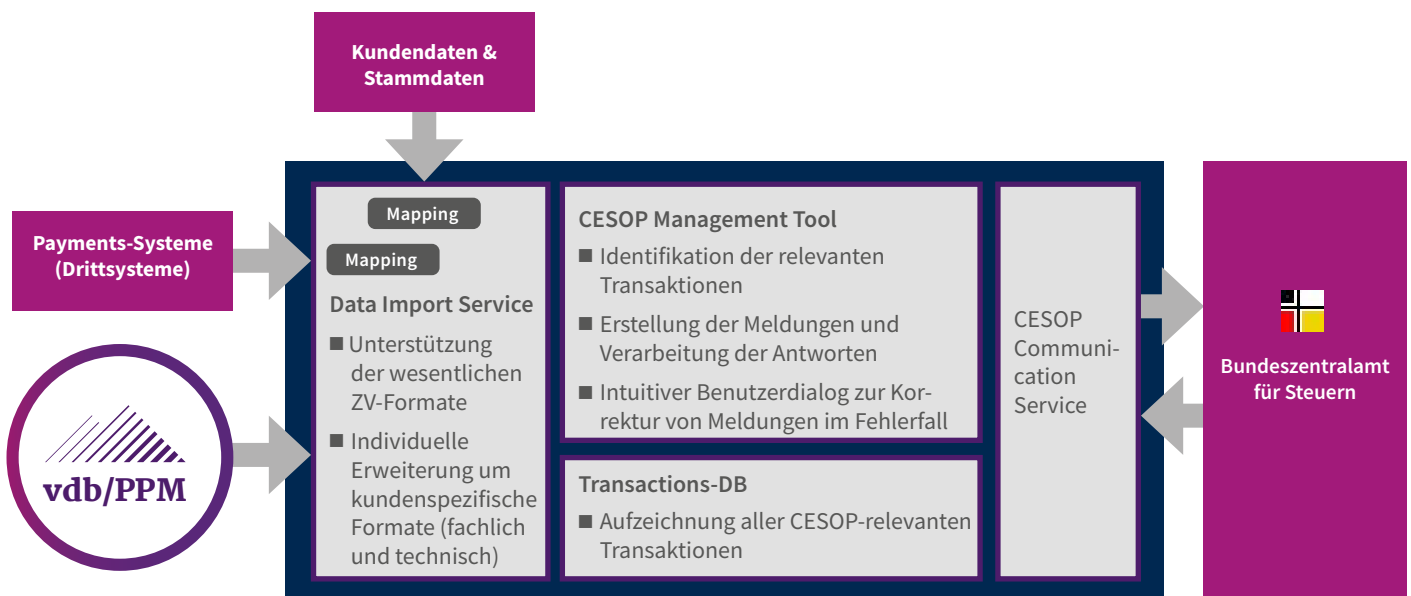 Kundendaten &
Stammdaten
Payments-Systeme
(Drittsysteme)
vdb/PPM
Mapping
Mapping
Data Import Service
■ Unterstützung
der wesentlichen
ZV-Formate
■ Individuelle
Erweiterung um
kundenspezifische
Formate (fachlich
und technisch)
CESOP Management Tool
■ Identifikation der relevanten
Transaktionen
■ Erstellung der Meldungen und
Verarbeitung der Antworten
■ Intuitiver Benutzerdialog zur Kor-
rektur von Meldungen im Fehlerfall
Transactions-DB
■ Aufzeichnung aller CESOP-relevanten
Transaktionen
CESOP
Communi-
cation
Service
Bundeszentralamt
für Steuern